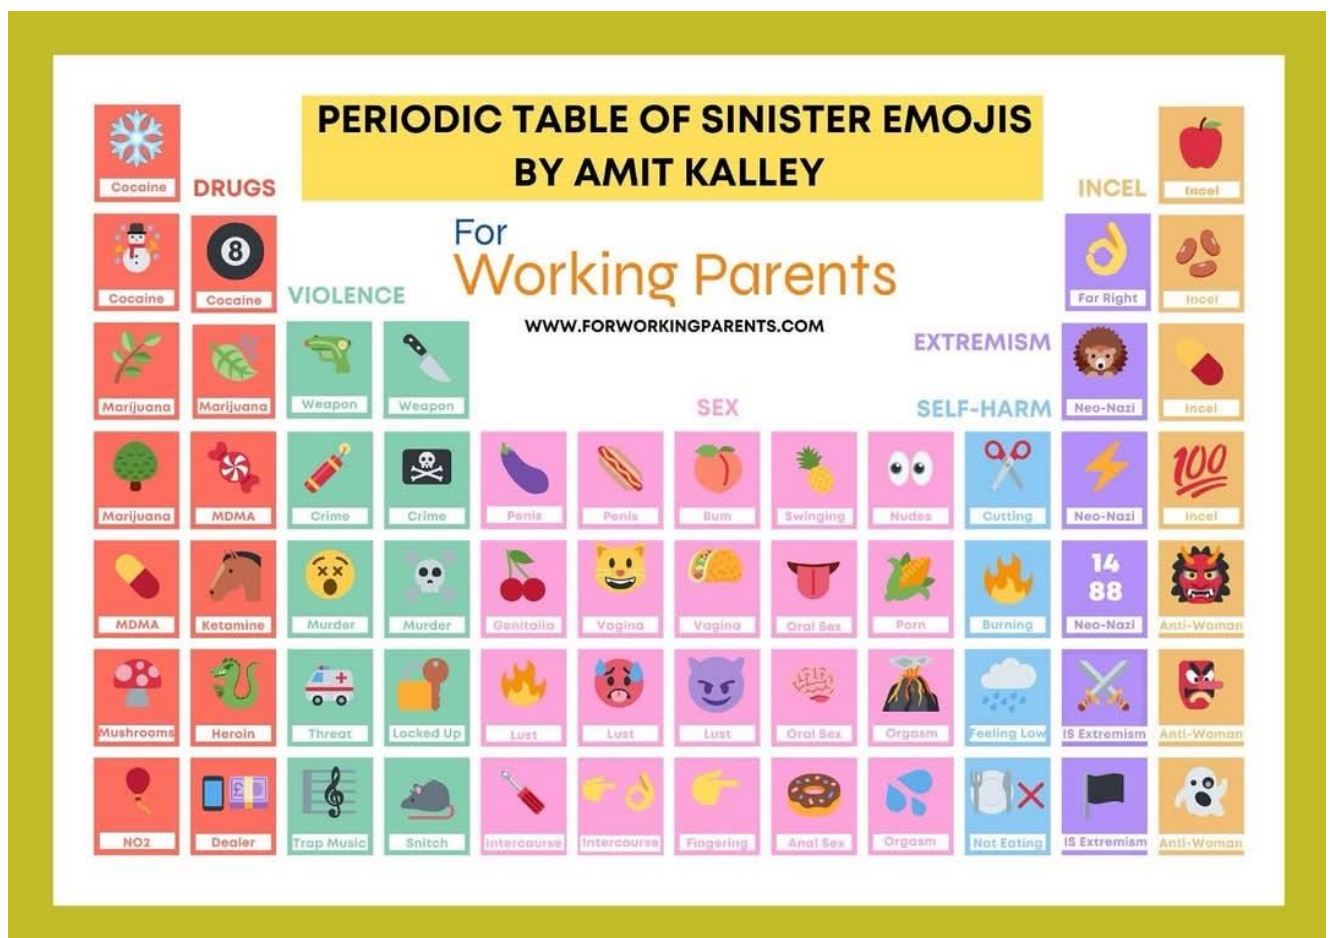 PERIODIC TABLE OF SINISTER EMOJIS
BY AMIT KALLEY
Cocaine
DRUGS
INCEL
Incel
For
Working Parents
WWW.FORWORKINGPARENTS.COM
Cocaine
8
Cocaine
VIOLENCE
Far Right
Incel
EXTREMISM
Marijuana
Marijuana
Weapon
Weapon
Neo-Nazi
Incel
SEX
SELF-HARM
100
Marijuana
MDMA
Crime
Crime
Penis
Penis
Bum
Swinging
Nudes
Cutting
Neo-Nazi
Incel
14
88
MDMA
Ketamine
Murder
Murder
Genitalia
Vagina
Vagina
Oral Sex
Porn
Burning
Neo-Nazi
Anti-Woman
Mushrooms
Heroin
Threat
Locked Up
Lust
Lust
Lust
Oral Sex
Orgasm
Feeling Low
IS Extremism
Anti-Woman
NO2
Dealer
Trap Music
Snitch
Intercourse
Intercourse
Fingering
Anal Sex
Orgasm
Not Eating
IS Extremism
Anti-Woman